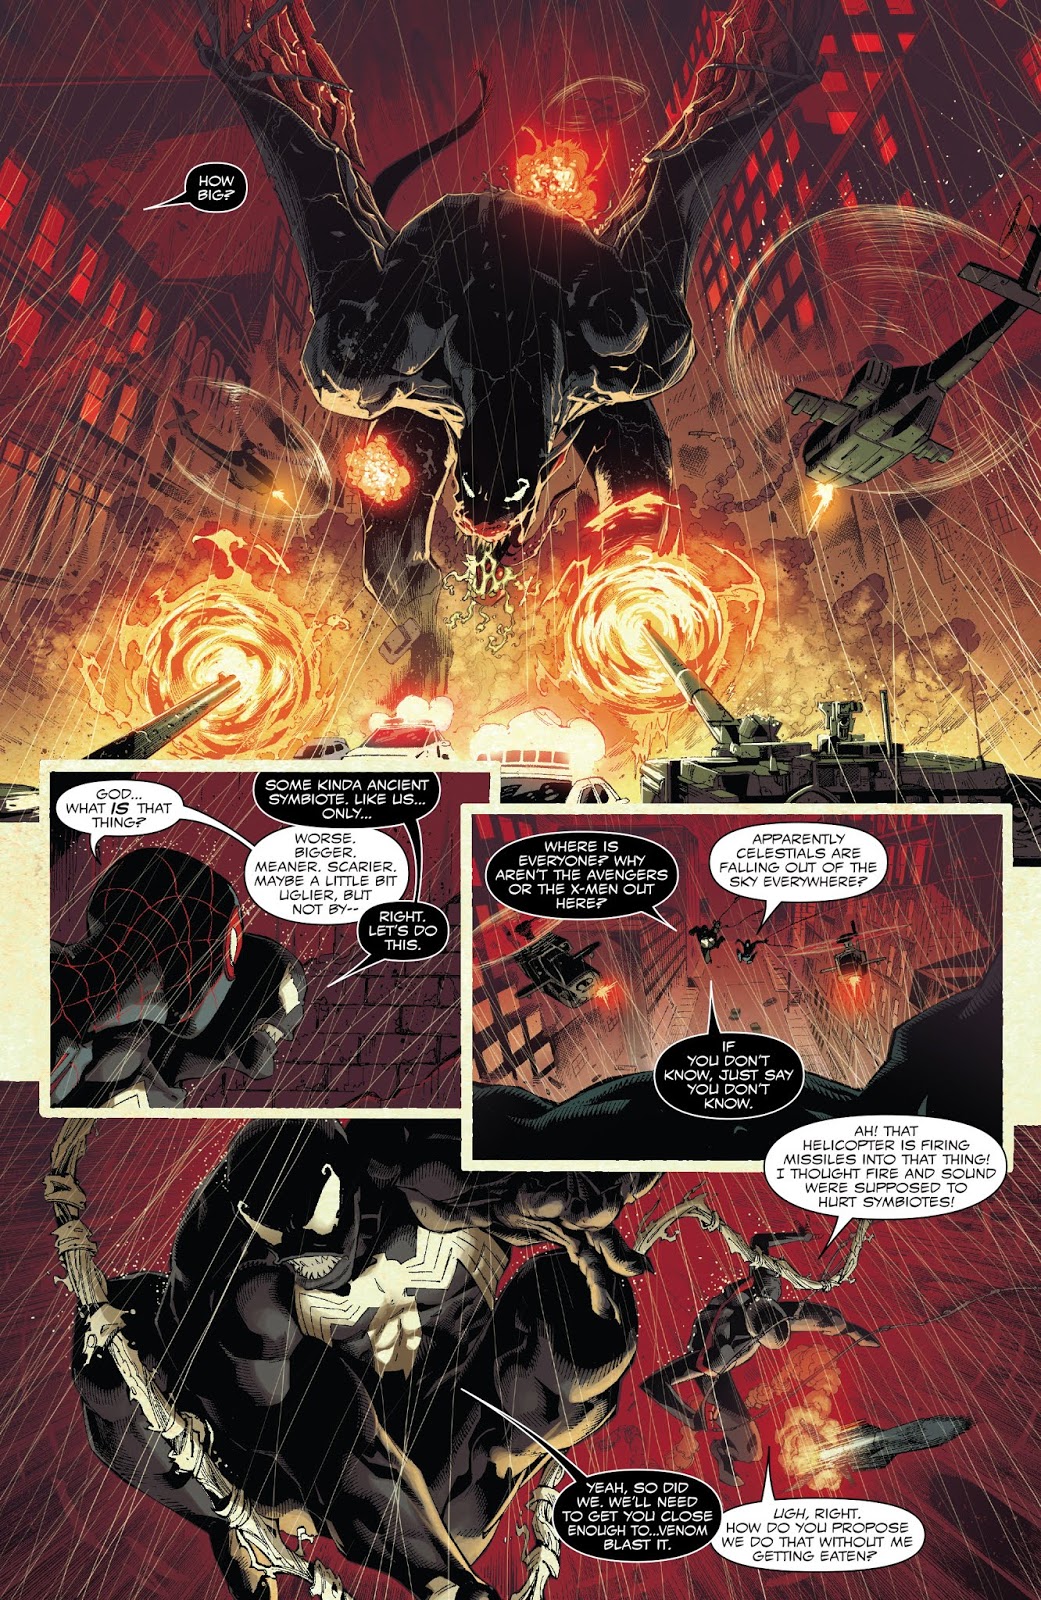 HOW
BIG?
GOD...
WHAT IS THAT
THING?
SOME KINDA ANCIENT
SYMBIOTE. LIKE US...
ONLY...
WORSE.
BIGGER.
MEANER. SCARIER.
MAYBE A LITTLE BIT
UGLIER, BUT
NOT BY--
RIGHT.
LET'S DO
THIS.
WHERE IS
EVERYONE? WHY
AREN'T THE AVENGERS
OR THE X-MEN OUT
HERE?
APPARENTLY
CELESTIALS ARE
FALLING OUT OF THE
SKY EVERYWHERE?
IF
YOU DON'T
KNOW, JUST SAY
YOU DON'T
KNOW.
AH! THAT
HELICOPTER IS FIRING
MISSILES INTO THAT THING!
I THOUGHT FIRE AND SOUND
WERE SUPPOSED TO
HURT SYMBIOTES!
YEAH, SO DID
WE. WE'LL NEED
TO GET YOU CLOSE
ENOUGH TO...VENOM
BLAST IT.
UGH, RIGHT.
HOW DO YOU PROPOSE
WE DO THAT WITHOUT ME
GETTING EATEN?